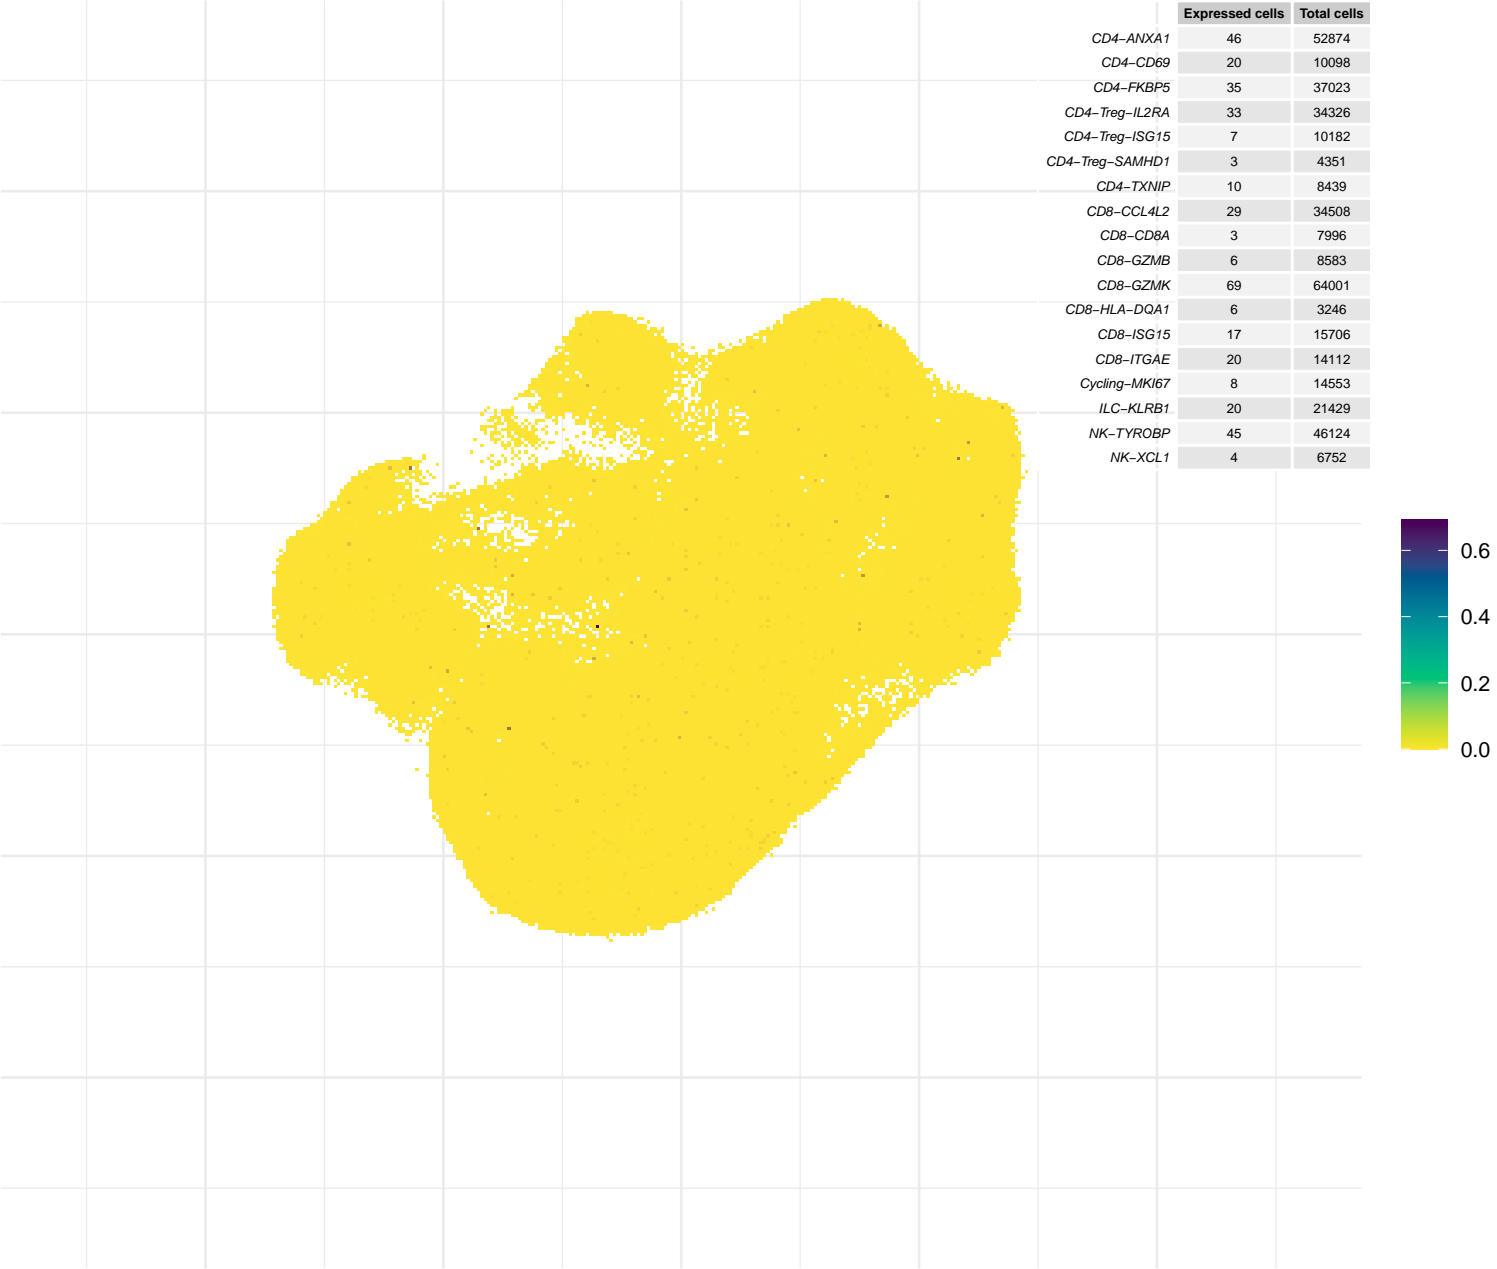 Expressed cells Total cells
CD4−ANXA1 46 52874
CD4−CD69 20 10098
CD4−FKBP5 35 37023
CD4−Treg−IL2RA 33 34326
CD4−Treg−ISG15 7 10182
CD4−Treg−SAMHD1 3 4351
CD4−TXNIP 10 8439
CD8−CCL4L2 29 34508
CD8−CD8A 3 7996
CD8−GZMB 6 8583
CD8−GZMK 69 64001
CD8−HLA−DQA1 6 3246
CD8−ISG15 17 15706
CD8−ITGAE 20 14112
Cycling−MKI67 8 14553
ILC−KLRB1 20 21429
NK−TYROBP 45 46124
NK−XCL1 4 6752
0.6
0.4
0.2
0.0